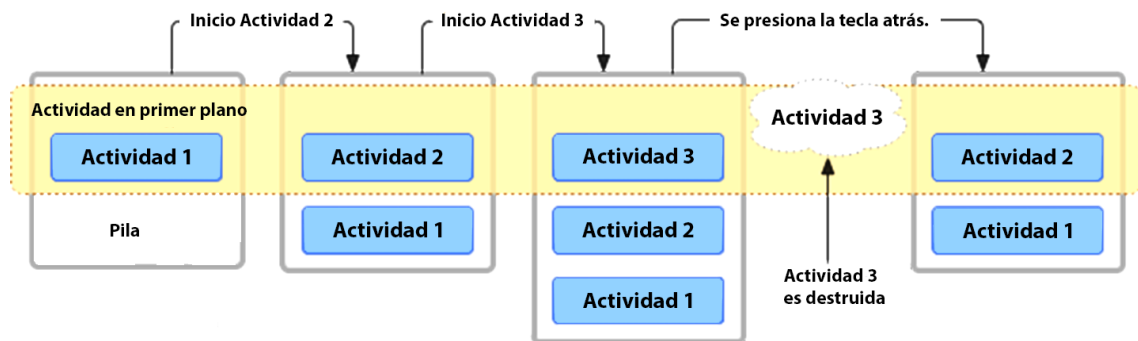 Inicio Actividad 2
Inicio Actividad 3
Se presiona la tecla atrás.
Actividad en primer plano
Actividad 1
Pila
Actividad 2
Actividad 1
Actividad 3
Actividad 2
Actividad 1
Actividad 3
Actividad 3
es destruida
Actividad 2
Actividad 1